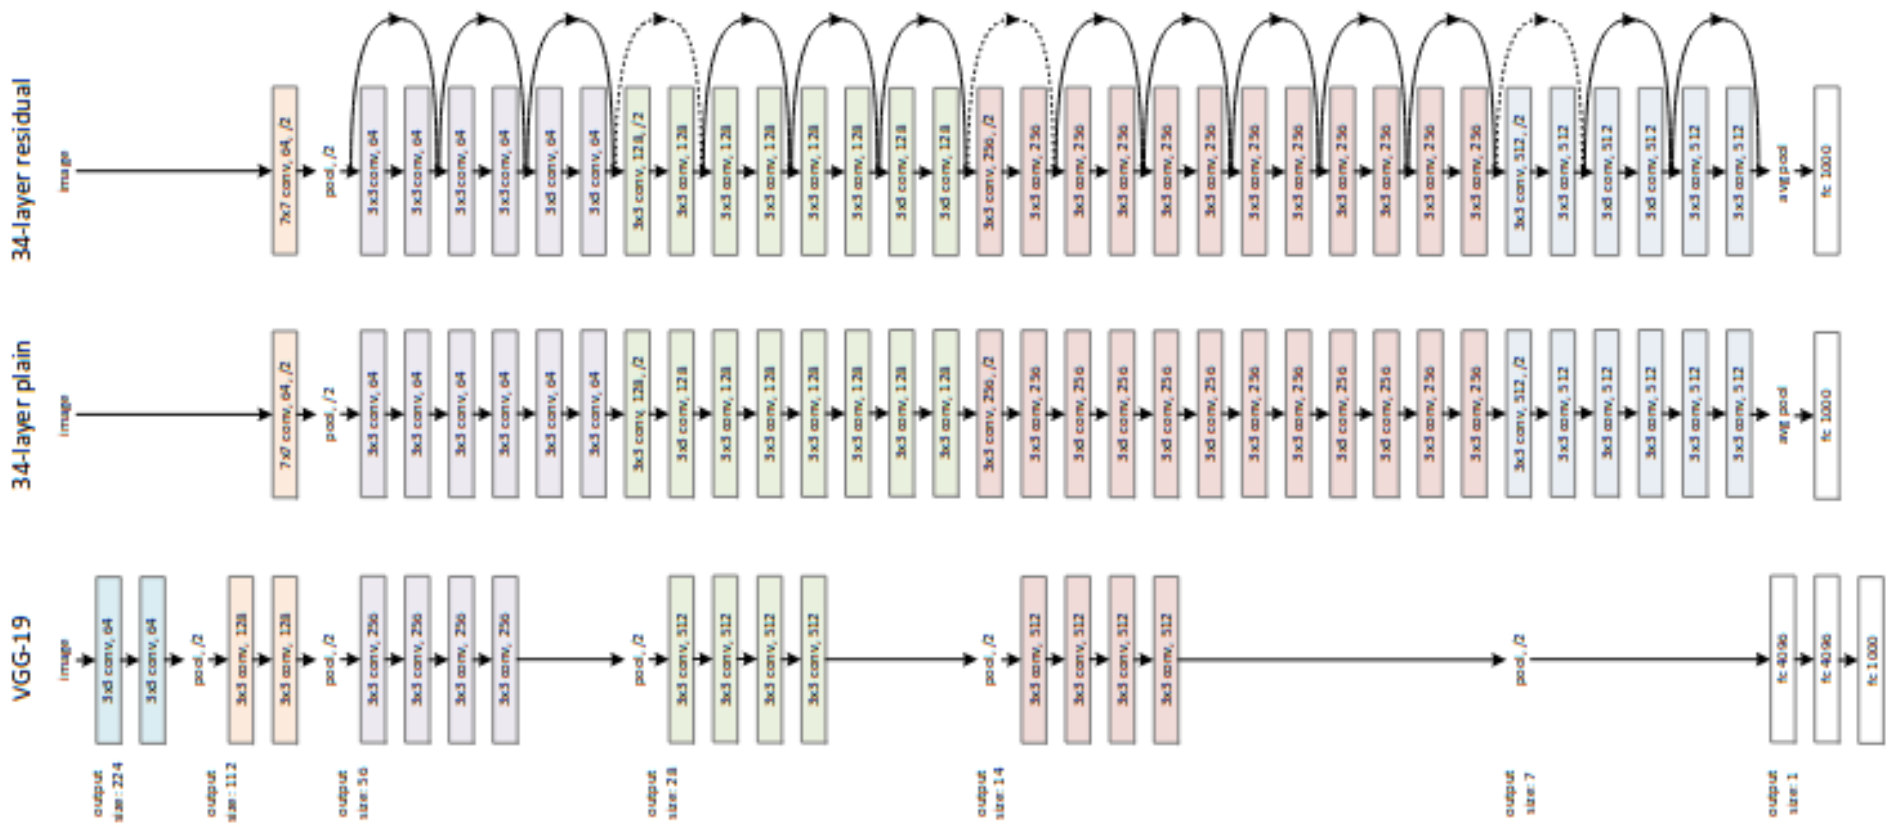 VGG-19
image
3x3 conv, 64
3x3 conv, 64
pool, /2
3x3 conv, 128
3x3 conv, 128
pool, /2
3x3 conv, 256
3x3 conv, 256
3x3 conv, 256
3x3 conv, 256
pool, /2
3x3 conv, 512
3x3 conv, 512
3x3 conv, 512
3x3 conv, 512
pool, /2
3x3 conv, 512
3x3 conv, 512
3x3 conv, 512
3x3 conv, 512
pool, /2
fc 4096
fc 4096
fc 1000
output
size: 224
output
size: 112
output
size: 56
output
size: 28
output
size: 14
output
size: 7
output
size: 1
34-layer plain
image
7x7 conv, 64, /2
pool, /2
3x3 conv, 64
3x3 conv, 64
3x3 conv, 64
3x3 conv, 64
3x3 conv, 64
3x3 conv, 64
3x3 conv, 128, /2
3x3 conv, 128
3x3 conv, 128
3x3 conv, 128
3x3 conv, 128
3x3 conv, 128
3x3 conv, 128
3x3 conv, 128
3x3 conv, 256, /2
3x3 conv, 256
3x3 conv, 256
3x3 conv, 256
3x3 conv, 256
3x3 conv, 256
3x3 conv, 256
3x3 conv, 256
3x3 conv, 256
3x3 conv, 256
3x3 conv, 256
3x3 conv, 256
3x3 conv, 512, /2
3x3 conv, 512
3x3 conv, 512
3x3 conv, 512
3x3 conv, 512
3x3 conv, 512
avg pool
fc 1000
34-layer residual
image
7x7 conv, 64, /2
pool, /2
3x3 conv, 64
3x3 conv, 64
3x3 conv, 64
3x3 conv, 64
3x3 conv, 64
3x3 conv, 64
3x3 conv, 128, /2
3x3 conv, 128
3x3 conv, 128
3x3 conv, 128
3x3 conv, 128
3x3 conv, 128
3x3 conv, 128
3x3 conv, 128
3x3 conv, 256, /2
3x3 conv, 256
3x3 conv, 256
3x3 conv, 256
3x3 conv, 256
3x3 conv, 256
3x3 conv, 256
3x3 conv, 256
3x3 conv, 256
3x3 conv, 256
3x3 conv, 256
3x3 conv, 256
3x3 conv, 512, /2
3x3 conv, 512
3x3 conv, 512
3x3 conv, 512
3x3 conv, 512
3x3 conv, 512
avg pool
fc 1000